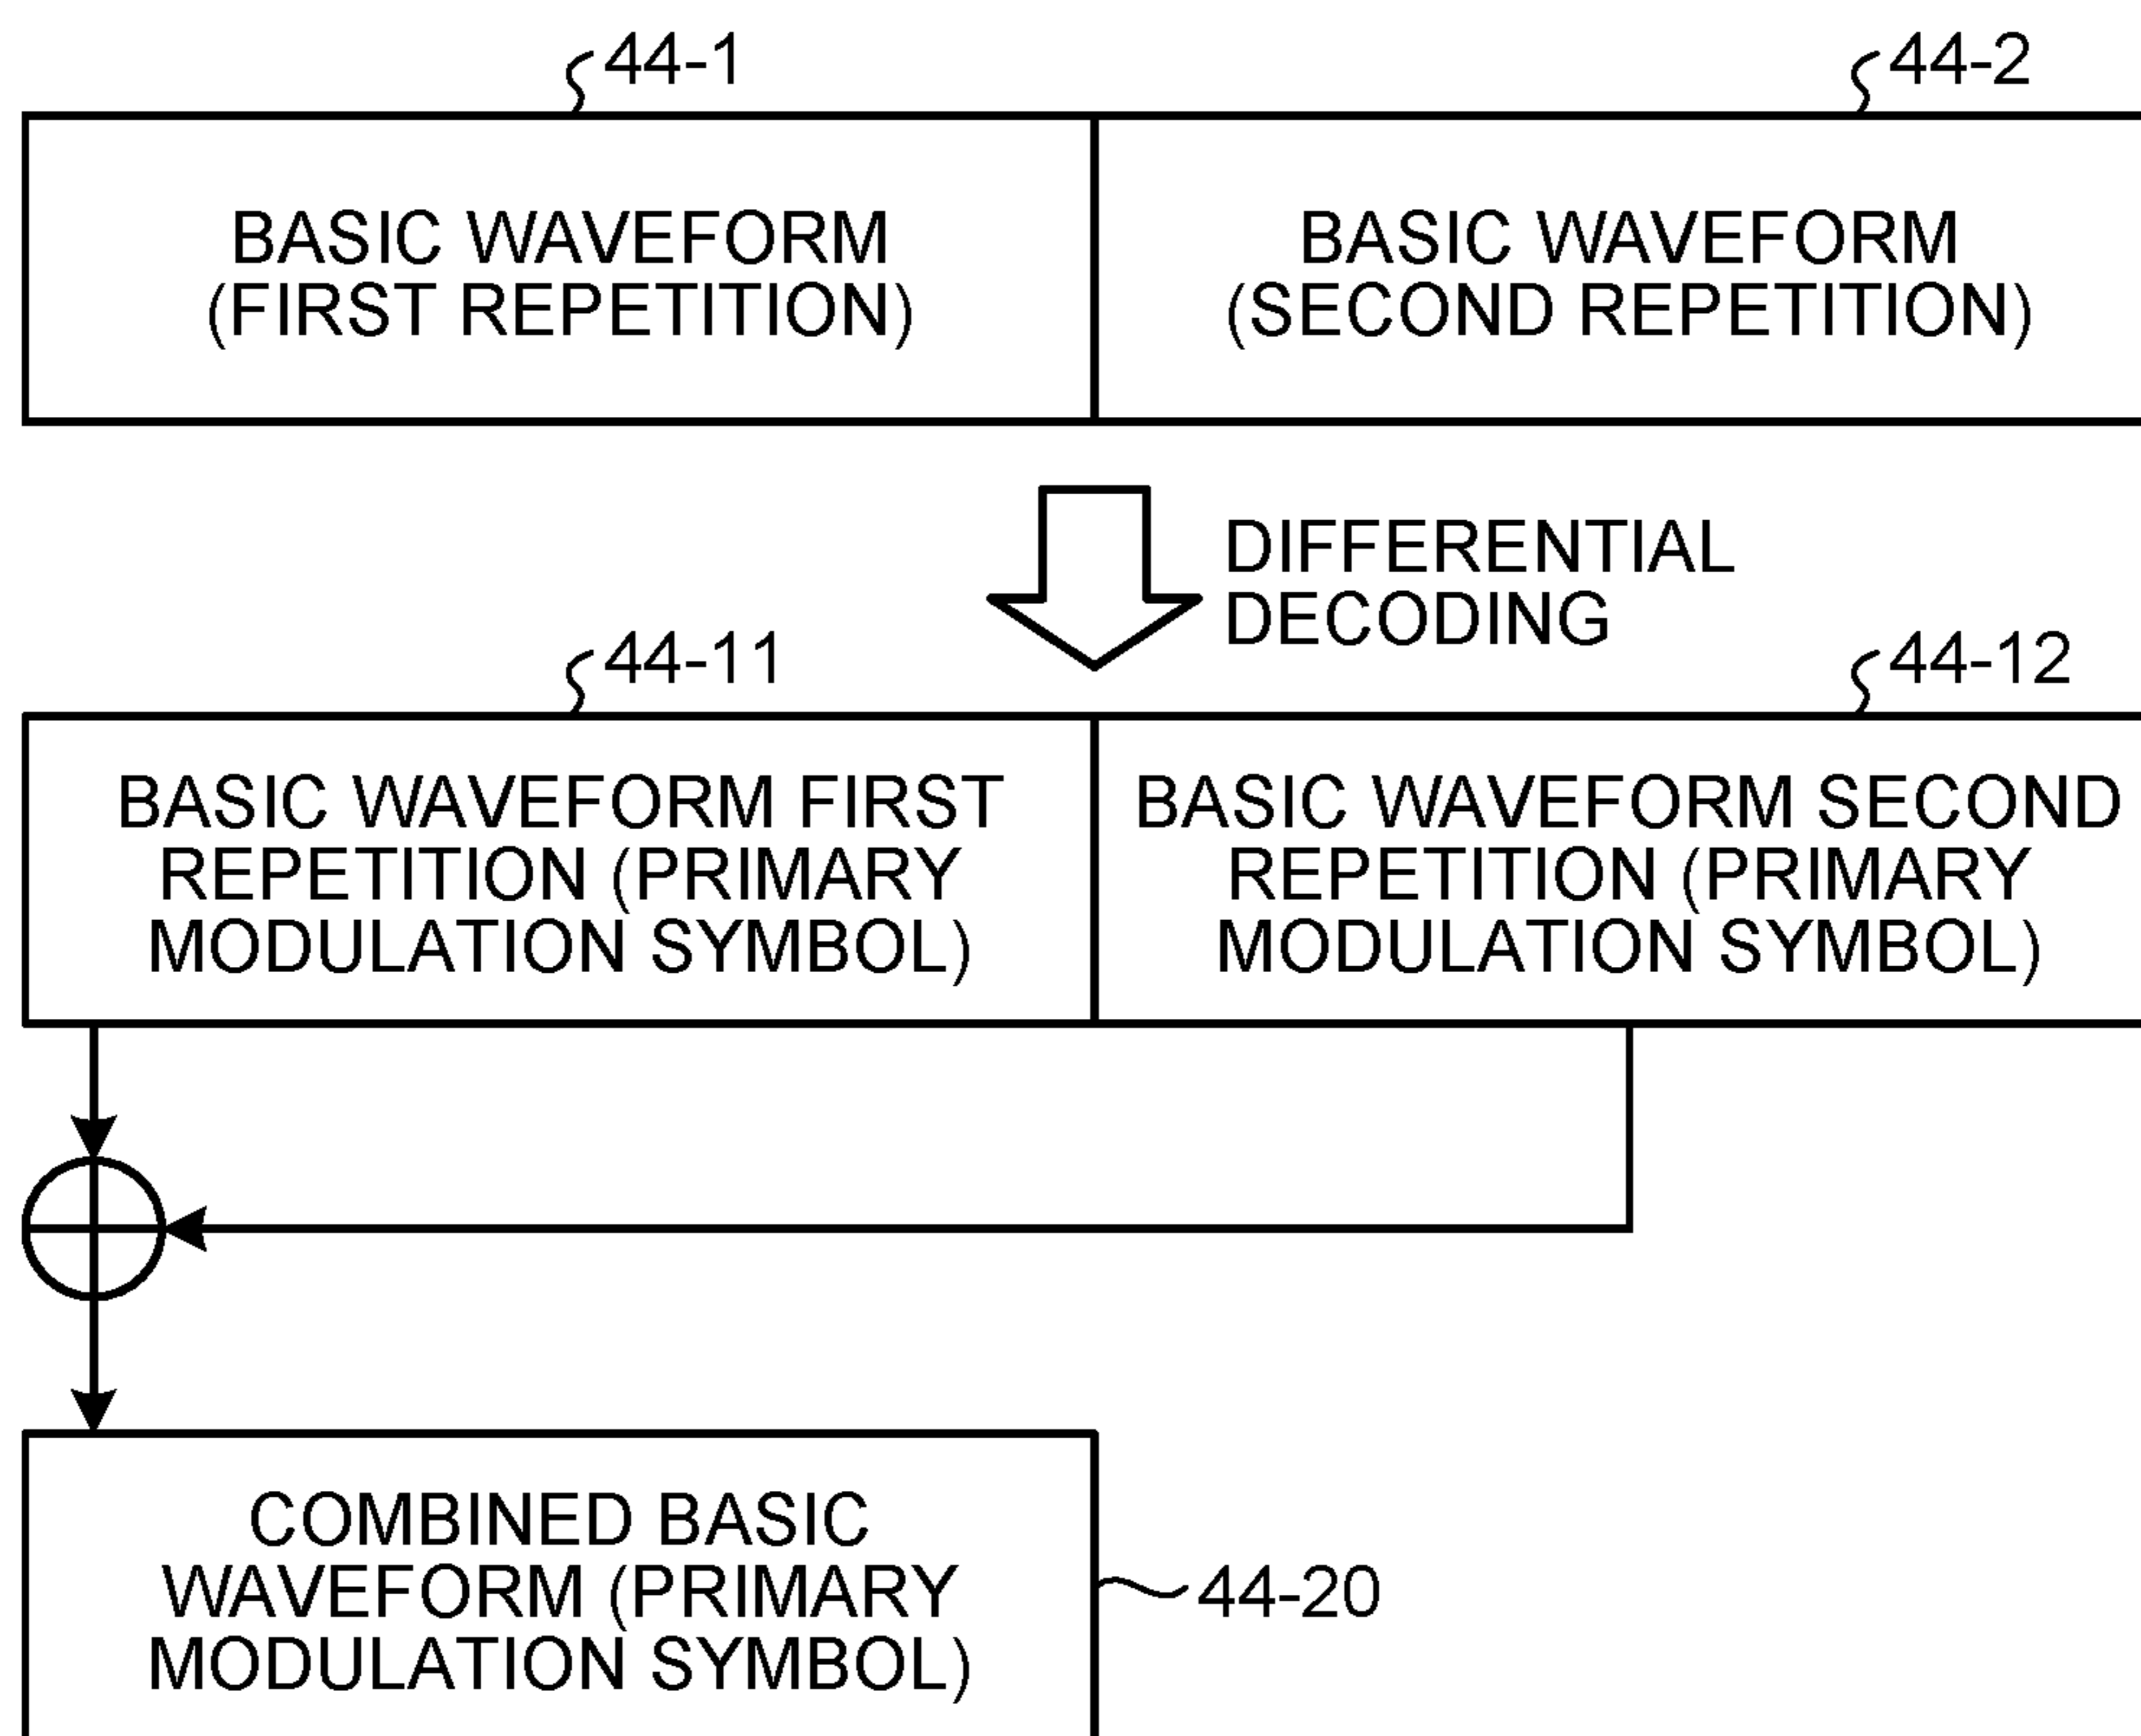 44-1
44-2
BASIC WAVEFORM
(FIRST REPETITION)
BASIC WAVEFORM
(SECOND REPETITION)
DIFFERENTIAL
DECODING
44-11
44-12
BASIC WAVEFORM FIRST
REPETITION (PRIMARY
MODULATION SYMBOL)
BASIC WAVEFORM SECOND
REPETITION (PRIMARY
MODULATION SYMBOL)
COMBINED BASIC
WAVEFORM (PRIMARY
MODULATION SYMBOL)
44-20